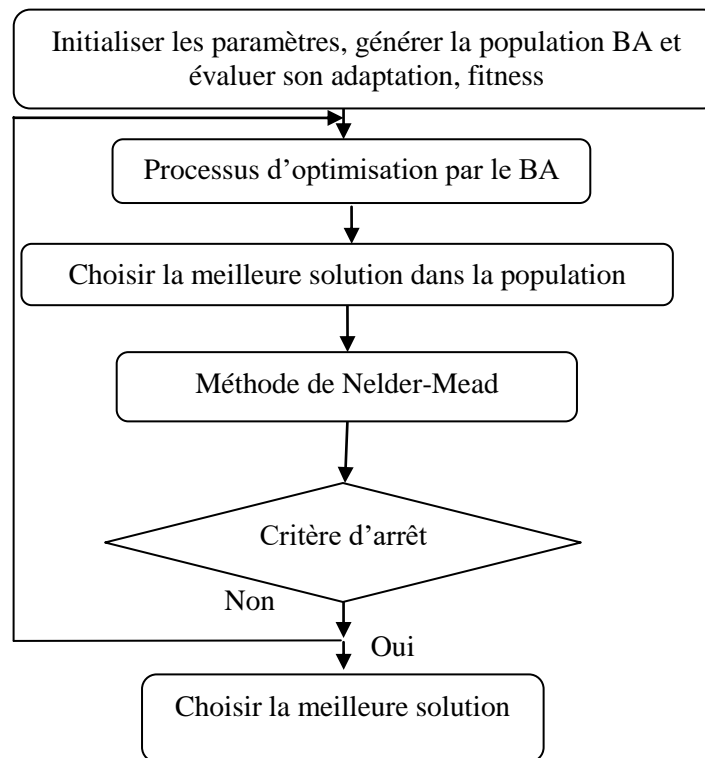 Initialiser les paramètres, générer la population BA et
évaluer son adaptation, fitness
Processus d’optimisation par le BA
Choisir la meilleure solution dans la population
Méthode de Nelder-Mead
Critère d’arrêt
Non
Oui
Choisir la meilleure solution